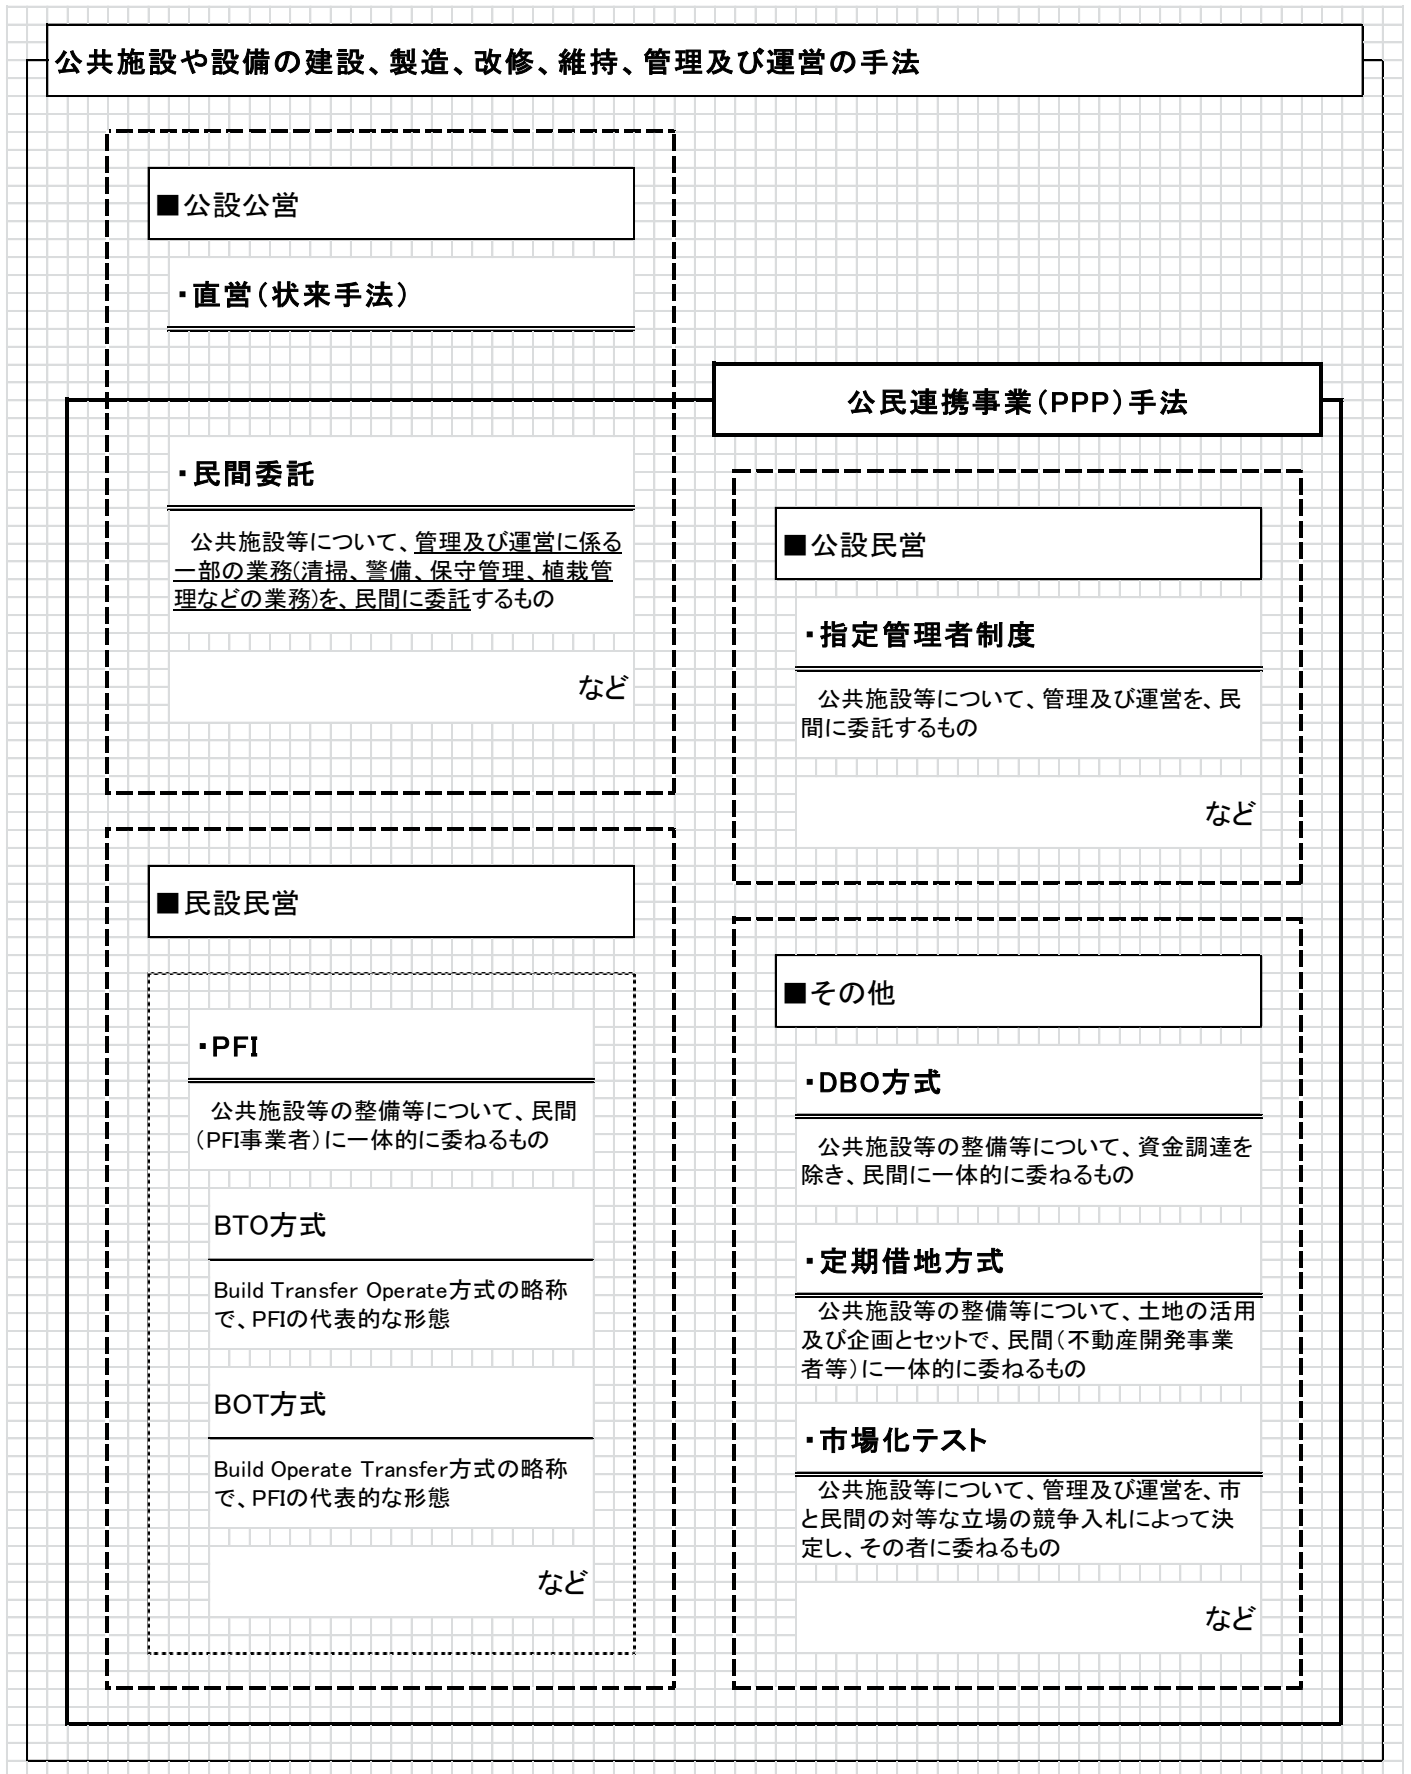 公共施設や設備の建設、製造、改修、維持、管理及び運営の手法
■公設公営
・直営（状来手法）
公民連携事業（PPP）手法
・民間委託
公共施設等について、管理及び運営に係る
一部の業務(清掃、警備、保守管理、植栽管
理などの業務)を、民間に委託するもの
など
■公設民営
・指定管理者制度
公共施設等について、管理及び運営を、民
間に委託するもの
など
■民設民営
・PFI
公共施設等の整備等について、民間
（PFI事業者）に一体的に委ねるもの
BTO方式
Build Transfer Operate方式の略称
で、PFIの代表的な形態
BOT方式
Build Operate Transfer方式の略称
で、PFIの代表的な形態
など
■その他
・DBO方式
公共施設等の整備等について、資金調達を
除き、民間に一体的に委ねるもの
・定期借地方式
公共施設等の整備等について、土地の活用
及び企画とセットで、民間（不動産開発事業
者等）に一体的に委ねるもの
・市場化テスト
公共施設等について、管理及び運営を、市
と民間の対等な立場の競争入札によって決
定し、その者に委ねるもの
など